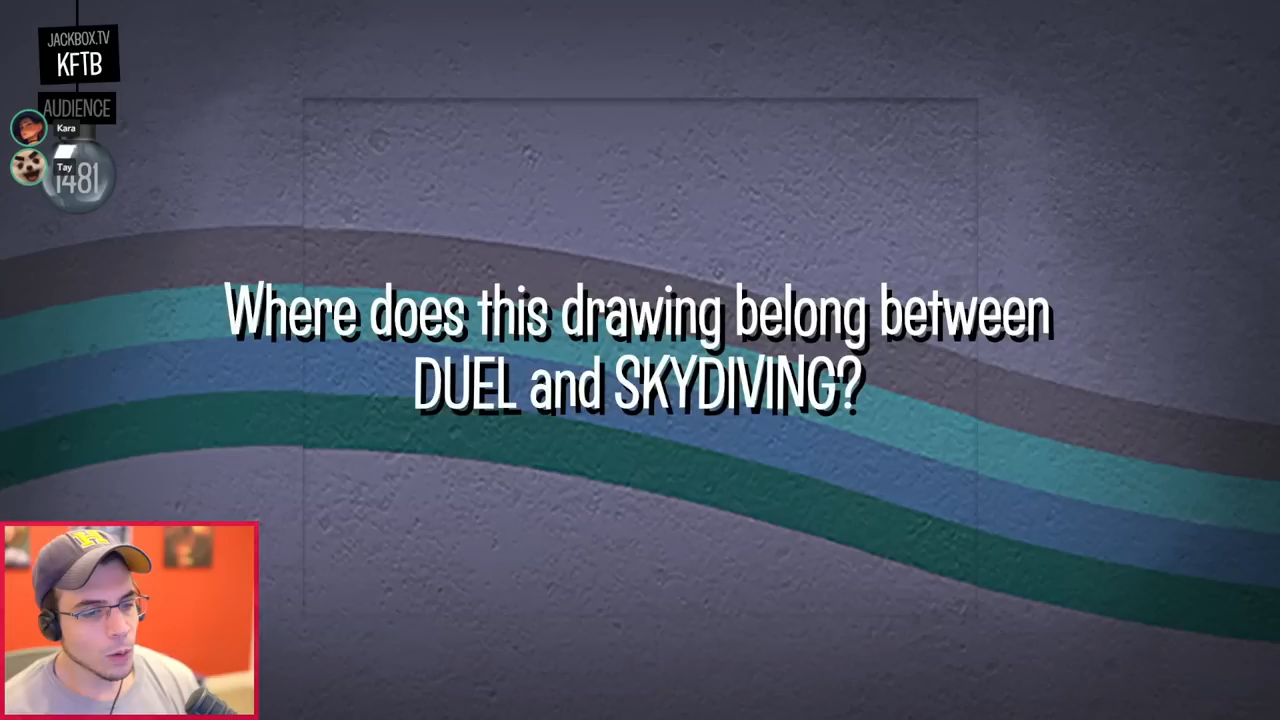 JACKBOX.TV
KFTB
AUDIENCE
Kara
Tay
1481
Where does this drawing belong between
DUEL and SKYDIVING?
H